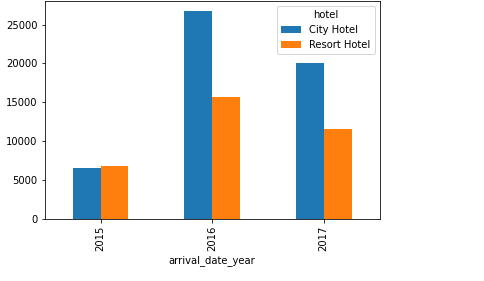 25000
20000
15000
10000
5000
0
hotel
City Hotel
Resort Hotel
2015
2016
2017
arrival_date_year